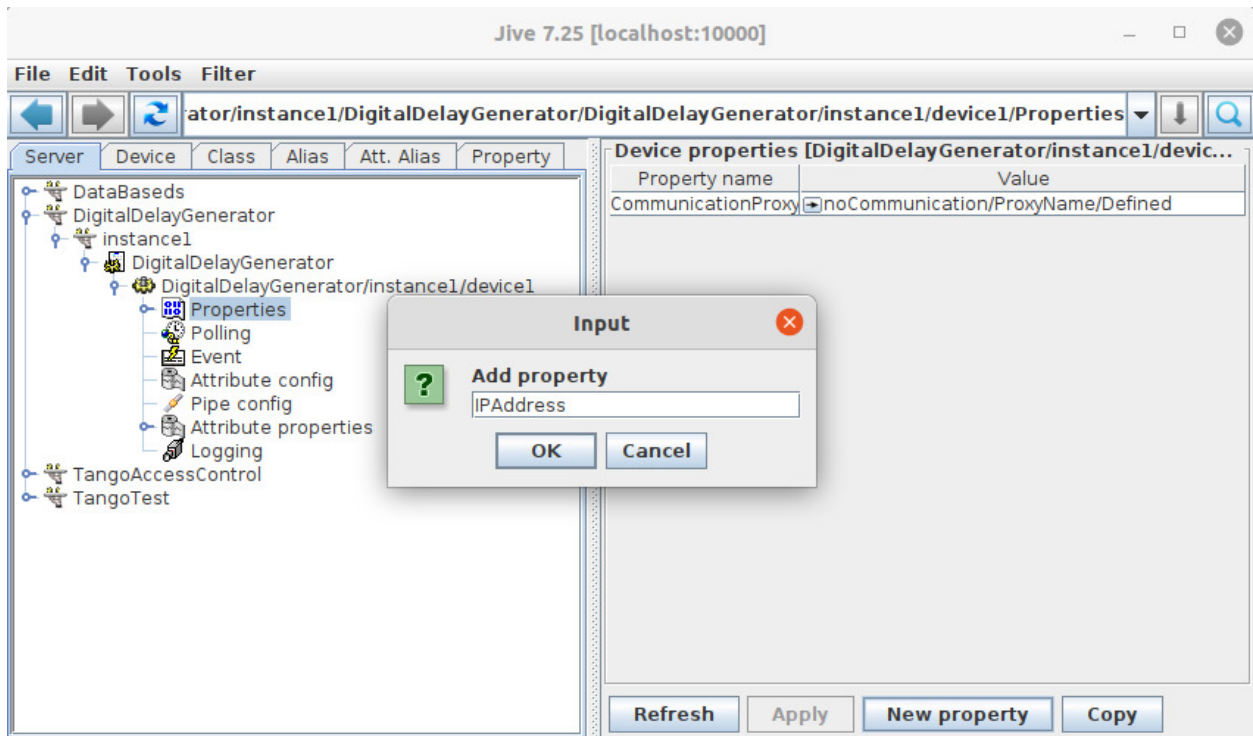 Jive 7.25 [localhost:10000]
File Edit Tools Filter
ator/instance1/DigitalDelayGenerator/DigitalDelayGenerator/instance1/device1/Properties
Server Device Class Alias Att. Alias Property
DataBaseds
DigitalDelayGenerator
instance1
DigitalDelayGenerator
DigitalDelayGenerator/instance1/device1
Properties
Polling
Event
Attribute config
Pipe config
Attribute properties
Logging
TangoAccessControl
TangoTest
Device properties [DigitalDelayGenerator/instance1/devic...
Property name Value
CommunicationProxy noCommunication/ProxyName/Defined
Input
?
Add property
IPAddress
OK Cancel
Refresh Apply New property Copy